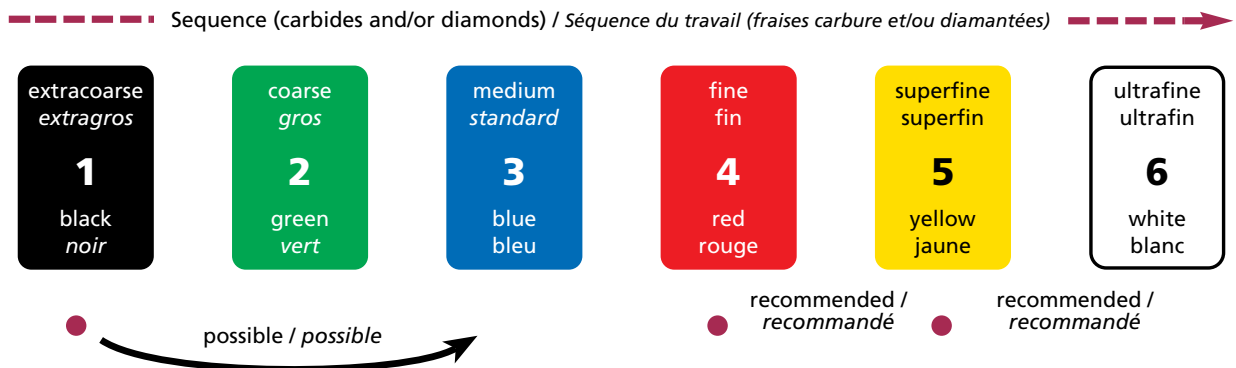 Sequence (carbides and/or diamonds) / Séquence du travail (fraises carbure et/ou diamantées)
extracoarse
extragros
1
black
noir
coarse
gros
2
green
vert
medium
standard
3
blue
bleu
fine
fin
4
red
rouge
superfine
superfin
5
yellow
jaune
ultrafine
ultrafin
6
white
blanc
possible / possible
recommended /
recommandé
recommended /
recommandé